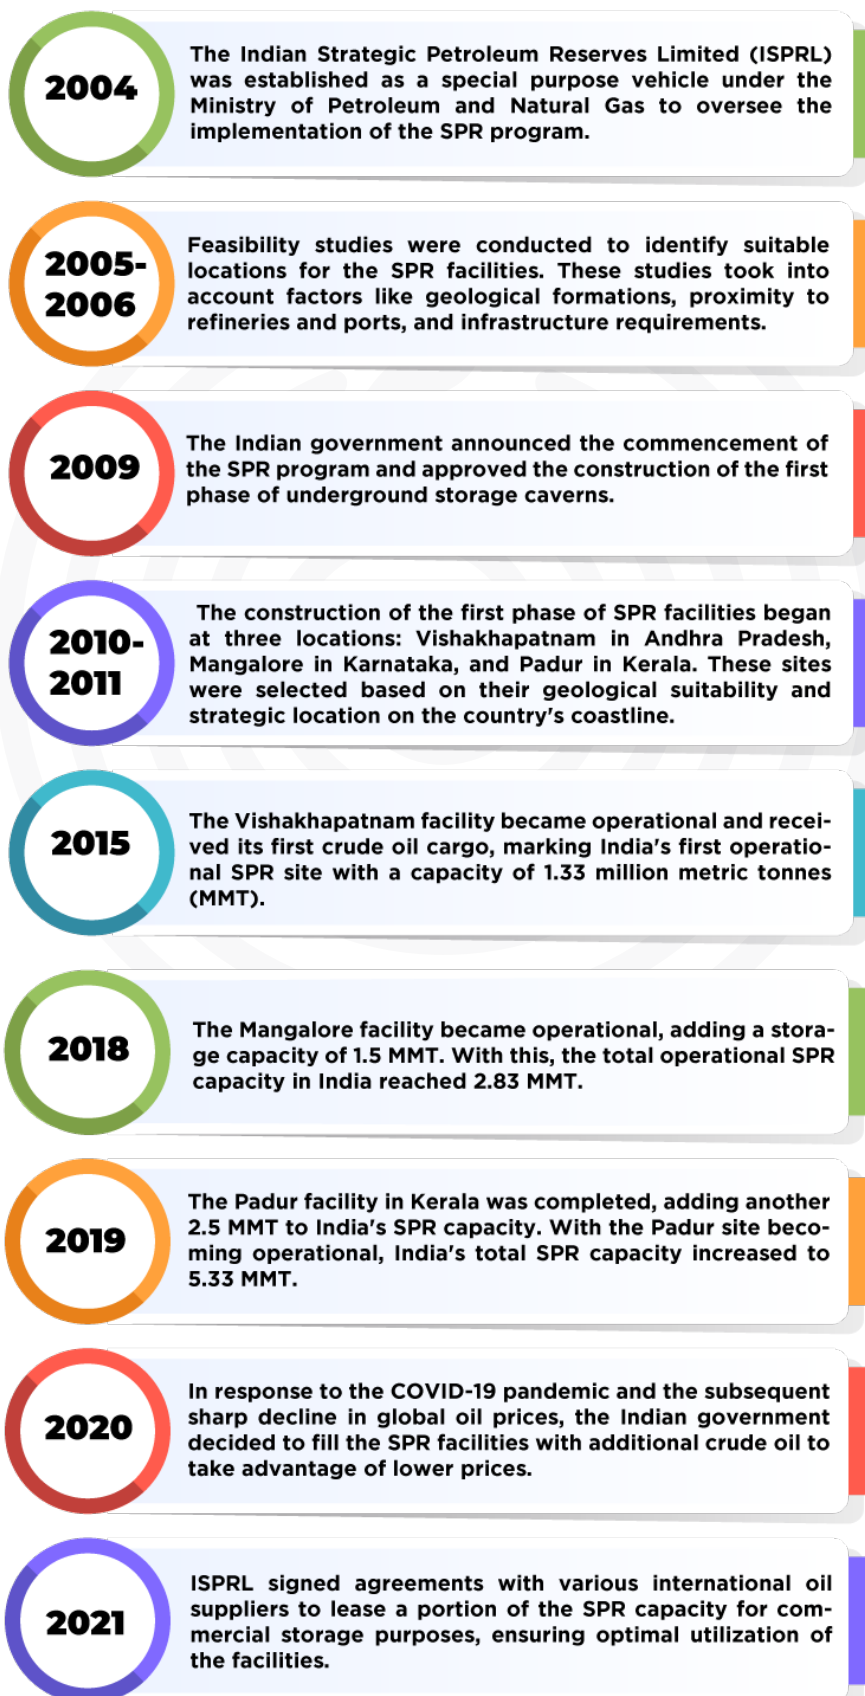 2004
The Indian Strategic Petroleum Reserves Limited (ISPRL)
was established as a special purpose vehicle under the
Ministry of Petroleum and Natural Gas to oversee the
implementation of the SPR program.
2005-
2006
Feasibility studies were conducted to identify suitable
locations for the SPR facilities. These studies took into
account factors like geological formations, proximity to
refineries and ports, and infrastructure requirements.
2009
The Indian government announced the commencement of
the SPR program and approved the construction of the first
phase of underground storage caverns.
2010-
2011
The construction of the first phase of SPR facilities began
at three locations: Vishakhapatnam in Andhra Pradesh,
Mangalore in Karnataka, and Padur in Kerala. These sites
were selected based on their geological suitability and
strategic location on the country's coastline.
2015
The Vishakhapatnam facility became operational and recei-
ved its first crude oil cargo, marking India's first operatio-
nal SPR site with a capacity of 1.33 million metric tonnes
(MMT).
2018
The Mangalore facility became operational, adding a stora-
ge capacity of 1.5 MMT. With this, the total operational SPR
capacity in India reached 2.83 MMT.
2019
The Padur facility in Kerala was completed, adding another
2.5 MMT to India's SPR capacity. With the Padur site beco-
ming operational, India's total SPR capacity increased to
5.33 MMT.
2020
In response to the COVID-19 pandemic and the subsequent
sharp decline in global oil prices, the Indian government
decided to fill the SPR facilities with additional crude oil to
take advantage of lower prices.
2021
ISPRL signed agreements with various international oil
suppliers to lease a portion of the SPR capacity for com-
mercial storage purposes, ensuring optimal utilization of
the facilities.